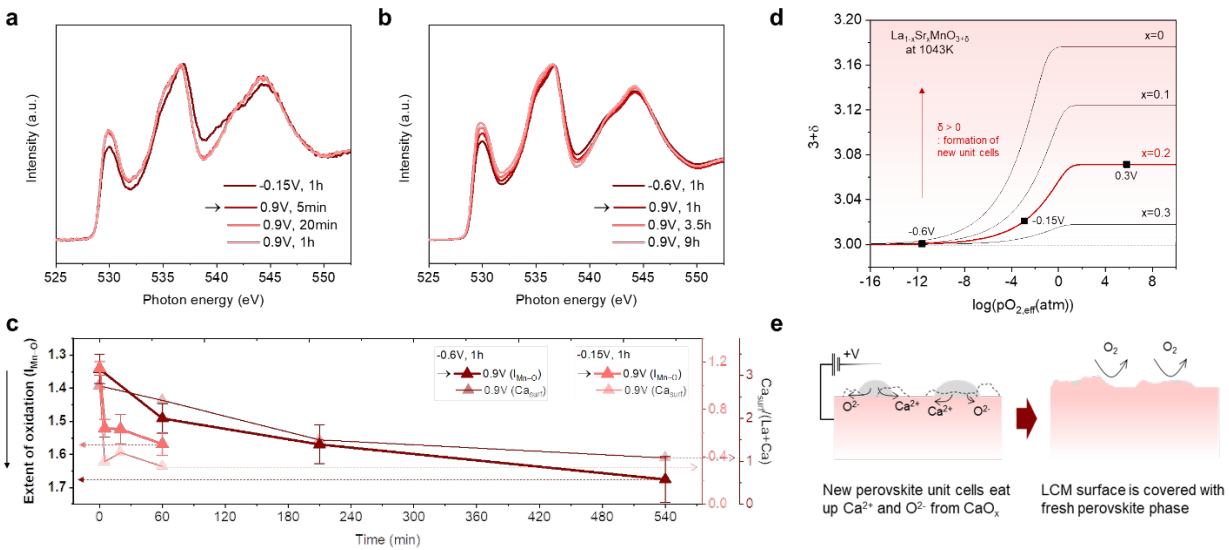 a
Intensity (a.u.)
-0.15V, 1h
0.9V, 5min
0.9V, 20min
0.9V, 1h
525 530 535 540 545 550
Photon energy (eV)
b
Intensity (a.u.)
-0.6V, 1h
0.9V, 1h
0.9V, 3.5h
0.9V, 9h
525 530 535 540 545 550
Photon energy (eV)
d
3+δ
3.20
3.16
3.12
3.08
3.04
3.00
La1-xSrxMnO3+δ
at 1043K
x=0
x=0.1
x=0.2
x=0.3
δ > 0
: formation of
new unit cells
0.3V
-0.15V
-0.6V
-16 -12 -8 -4 0 4 8
log(pO2,eff(atm))
c
Extent of oxidation (IMn−O)
1.3
1.4
1.5
1.6
1.7
-0.6V, 1h
0.9V (IMn−O)
0.9V (Casurf)
-0.15V, 1h
0.9V (IMn−O)
0.9V (Casurf)
1.2
1.0
0.8
0.6
0.4
0.2
0.0
3
2
1
0
Casurf/(La+Ca)
0 60 120 180 240 300 360 420 480 540
Time (min)
e
+V
O2-
Ca2+
Ca2+
O2-
O2
O2
New perovskite unit cells eat
up Ca2+ and O2- from CaOx
LCM surface is covered with
fresh perovskite phase